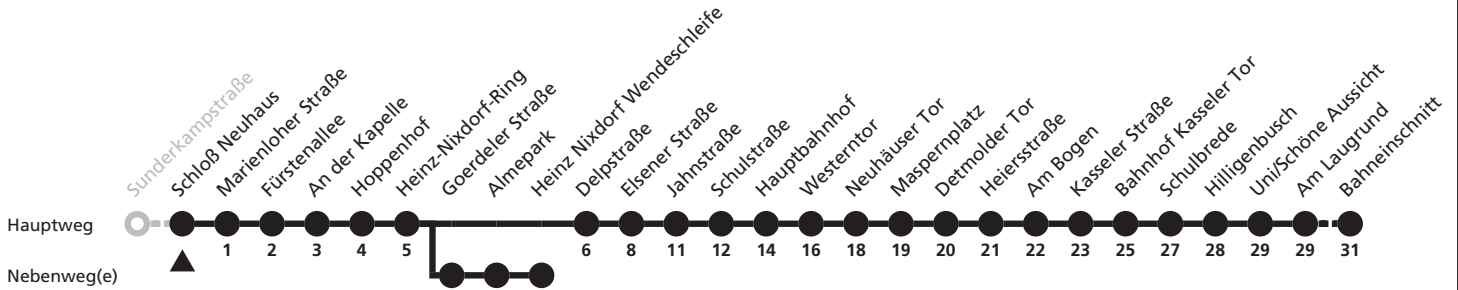 Sunderkampstraße
Schloß Neuhaus
Marienloher Straße
Fürstenallee
An der Kapelle
Hoppenhof
Heinz-Nixdorf-Ring
Goerdeler Straße
Almepark
Heinz Nixdorf Wendeschleife
Delpstraße
Elsener Straße
Jahnstraße
Schulstraße
Hauptbahnhof
Westerntor
Neuhäuser Tor
Maspernplatz
Detmolder Tor
Heiersstraße
Am Bogen
Kasseler Straße
Bahnhof Kasseler Tor
Schulbrede
Hilligenbusch
Uni/Schöne Aussicht
Am Laugrund
Bahneinschnitt
Hauptweg
1 2 3 4 5 6 8 11 12 14 16 18 19 20 21 22 23 25 27 28 29 29 31
Nebenweg(e)